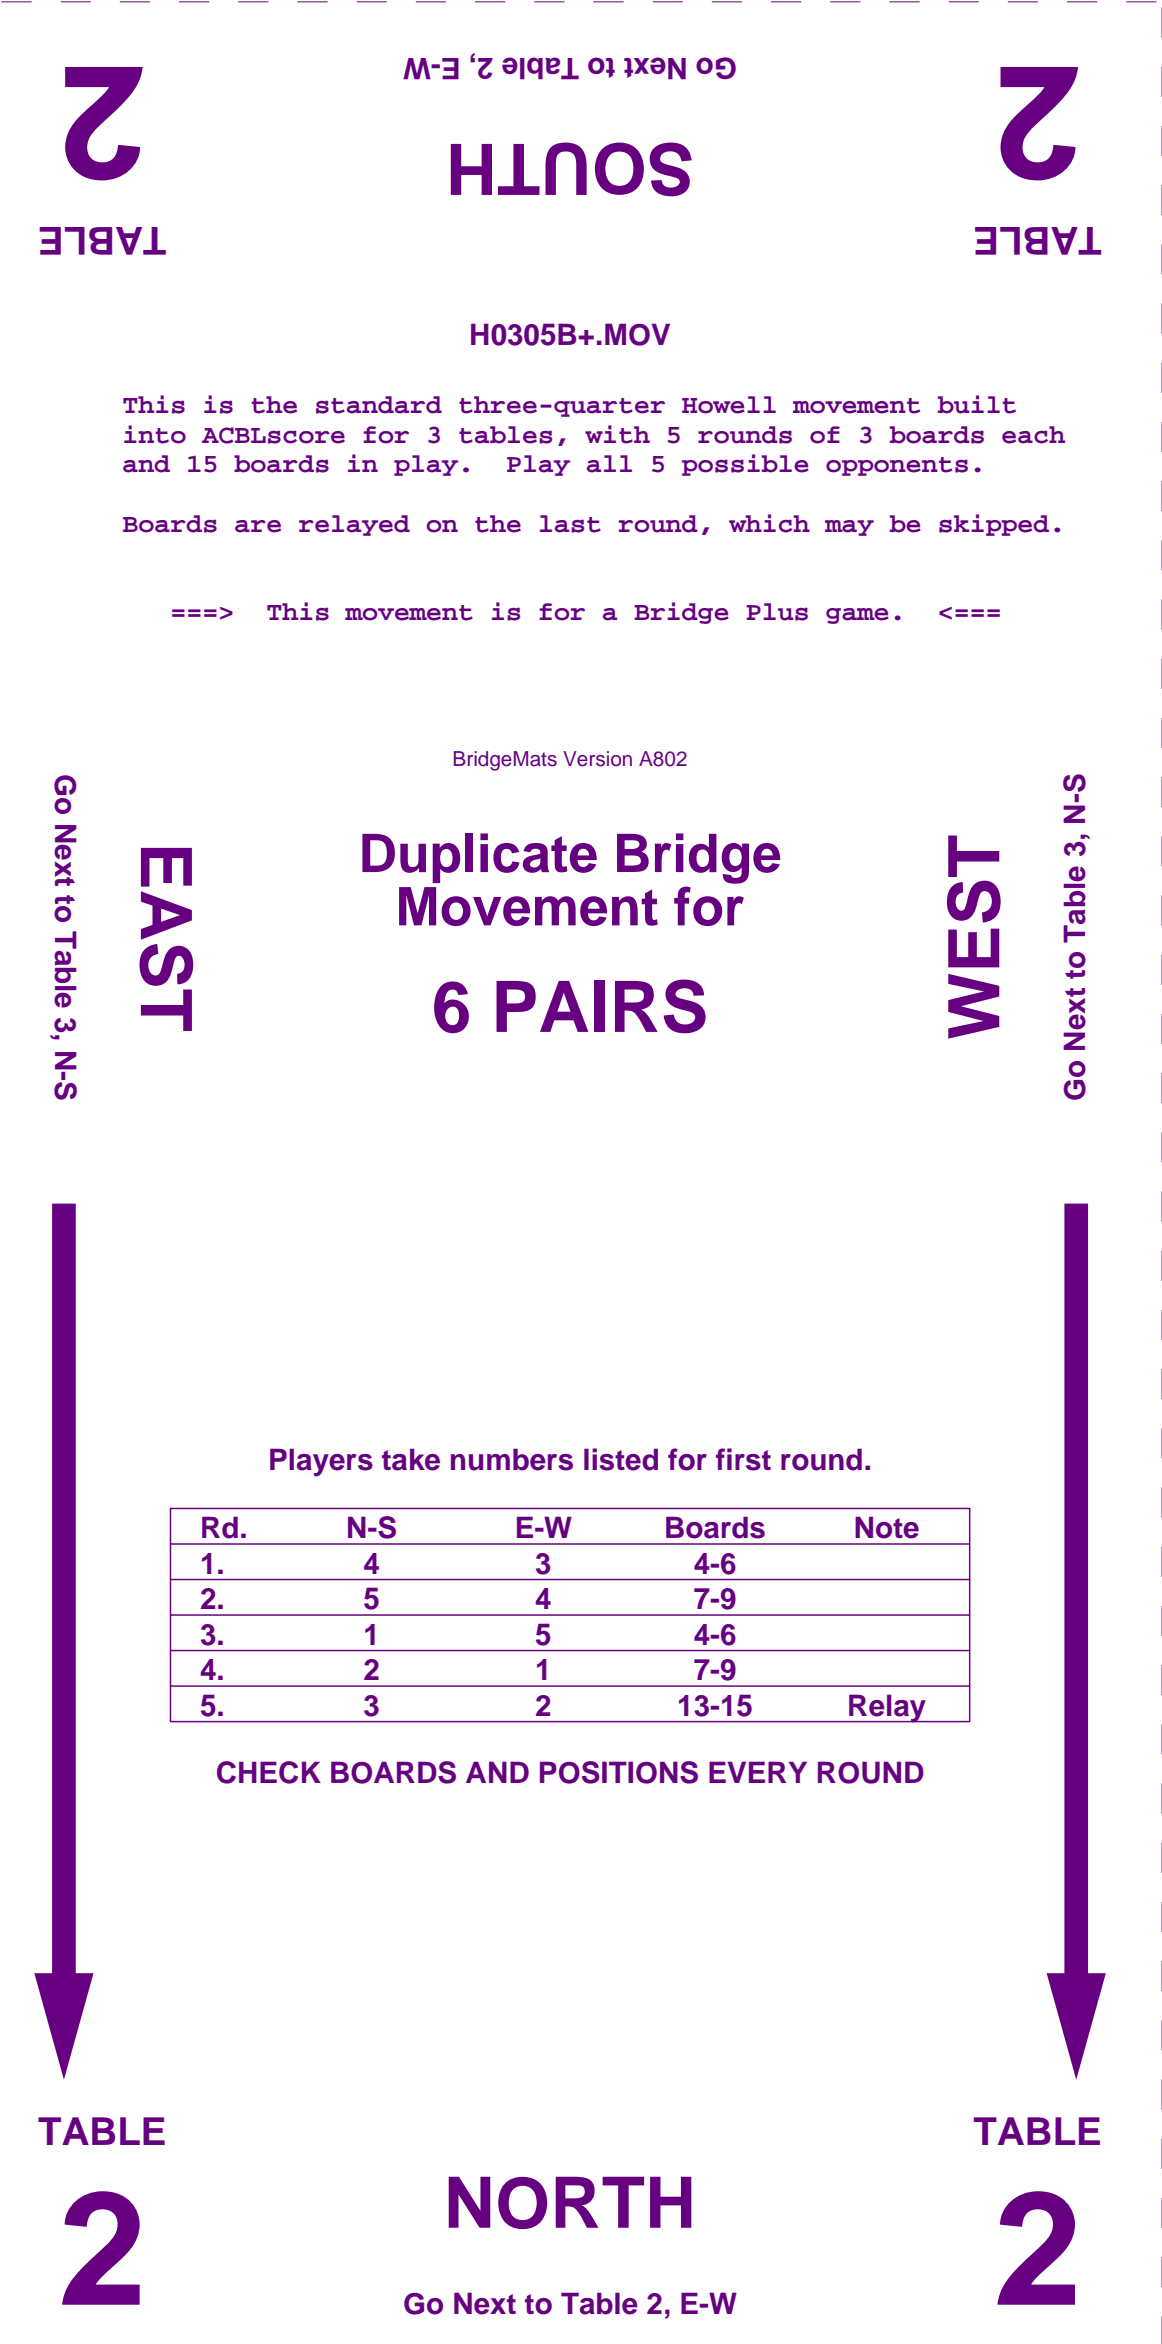 Go Next to Table 2, E-W
2 2
SOUTH
TABLE TABLE
H0305B+.MOV
This is the standard three-quarter Howell movement built
into ACBLscore for 3 tables, with 5 rounds of 3 boards each
and 15 boards in play. Play all 5 possible opponents.
Boards are relayed on the last round, which may be skipped.
===> This movement is for a Bridge Plus game. <===
BridgeMats Version A802
Go Next to Table 3, N-S
EAST
Duplicate Bridge
Movement for
6 PAIRS
WEST
Go Next to Table 3, N-S
Players take numbers listed for first round.
Rd. N-S E-W Boards Note
1. 4 3 4-6
2. 5 4 7-9
3. 1 5 4-6
4. 2 1 7-9
5. 3 2 13-15 Relay
CHECK BOARDS AND POSITIONS EVERY ROUND
TABLE TABLE
NORTH
2 2
Go Next to Table 2, E-W